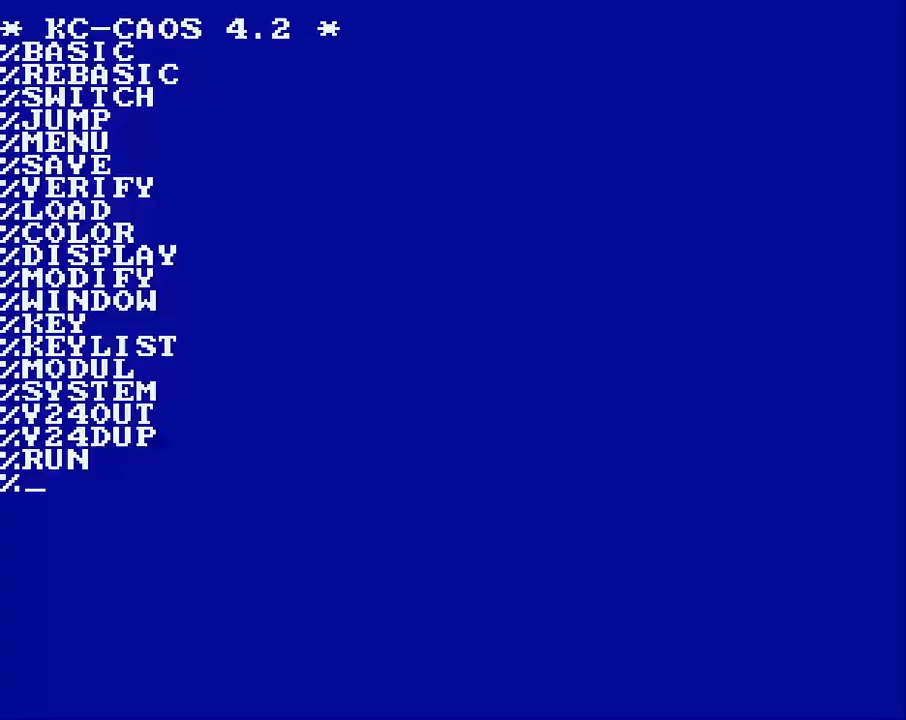 * KC-CAOS 4.2 *
%BASIC
%REBASIC
%SWITCH
%JUMP
%MENU
%SAVE
%VERIFY
%LOAD
%COLOR
%DISPLAY
%MODIFY
%WINDOW
%KEY
%KEYLIST
%MODUL
%SYSTEM
%V24OUT
%V24DUP
%RUN
%_